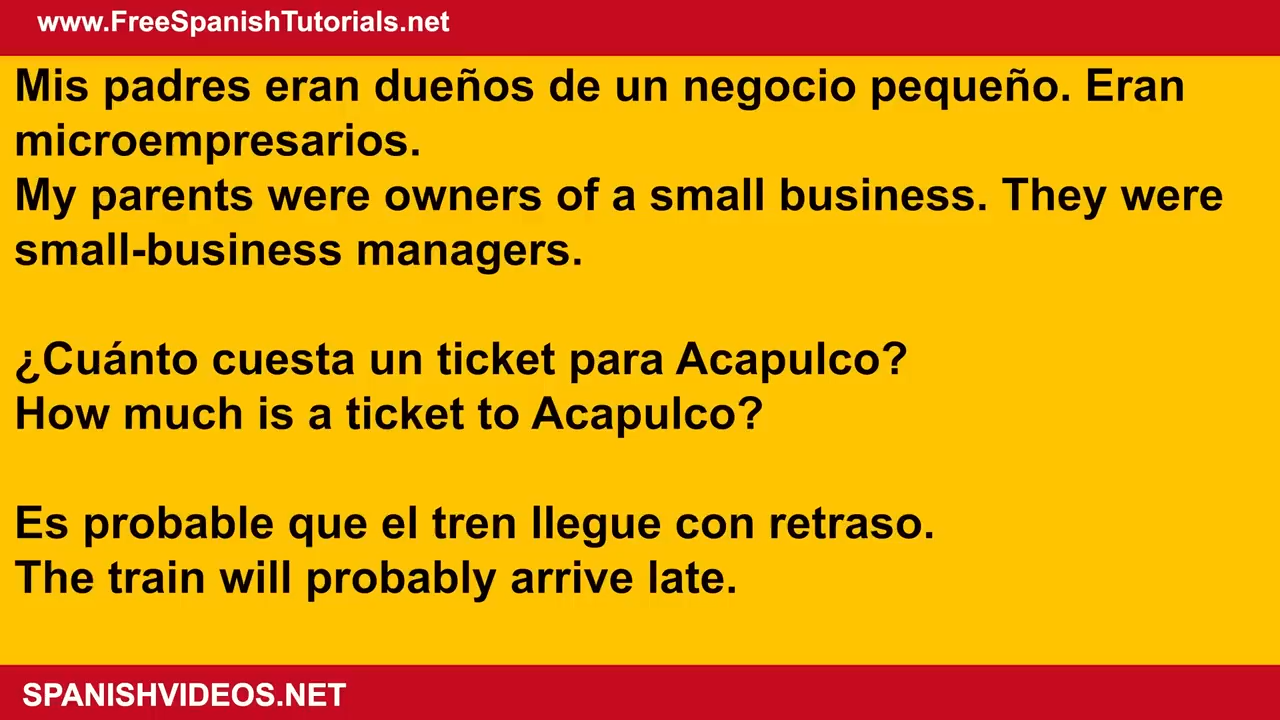 www.FreeSpanishTutorials.net
Mis padres eran dueños de un negocio pequeño. Eran
microempresarios.
My parents were owners of a small business. They were
small-business managers.
¿Cuánto cuesta un ticket para Acapulco?
How much is a ticket to Acapulco?
Es probable que el tren llegue con retraso.
The train will probably arrive late.
SPANISHVIDEOS.NET